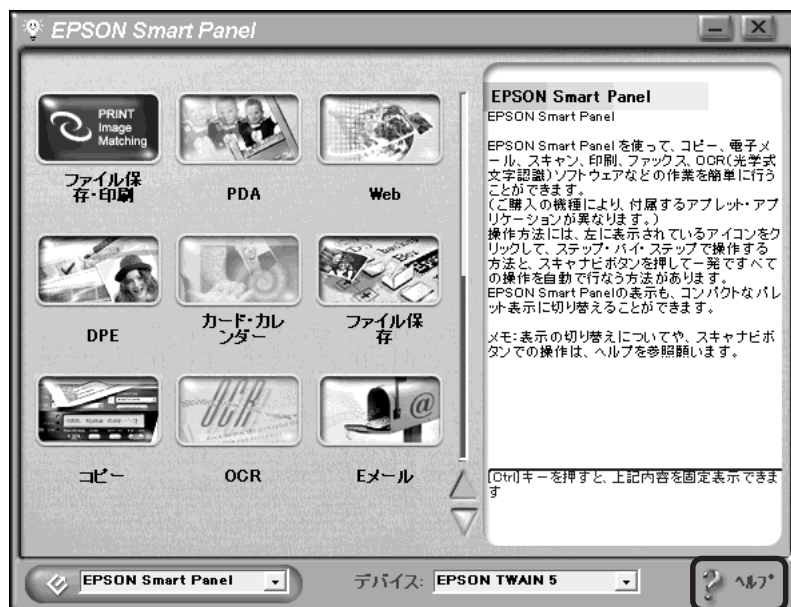 EPSON Smart Panel
PRINT
Image
Matching
ファイル保
存・印刷
PDA
Web
DPE
カード・カレ
ンダー
ファイル保
存
コピー
OCR
OCR
Eメール
EPSON Smart Panel
EPSON Smart Panel
EPSON Smart Panel を使って、コピー、電子メ
ール、スキャン、印刷、ファックス、OCR(光学式
文字認識)ソフトウェアなどの作業を簡単に行う
ことができます。
(ご購入の機種により、付属するアプレット・アプ
リケーションが異なります。)
操作方法には、左に表示されているアイコンをク
リックして、ステップ・バイ・ステップで操作する
方法と、スキャナビボタンを押して一発ですべて
の操作を自動で行なう方法があります。
EPSON Smart Panelの表示も、コンパクトなパレ
ット表示に切り替えることができます。
メモ:表示の切り替えについてや、スキャナビボ
タンでの操作は、ヘルプを参照願います。
[Ctrl]キーを押すと、上記内容を固定表示できま
す
EPSON Smart Panel
デバイス:
EPSON TWAIN 5
ヘルプ